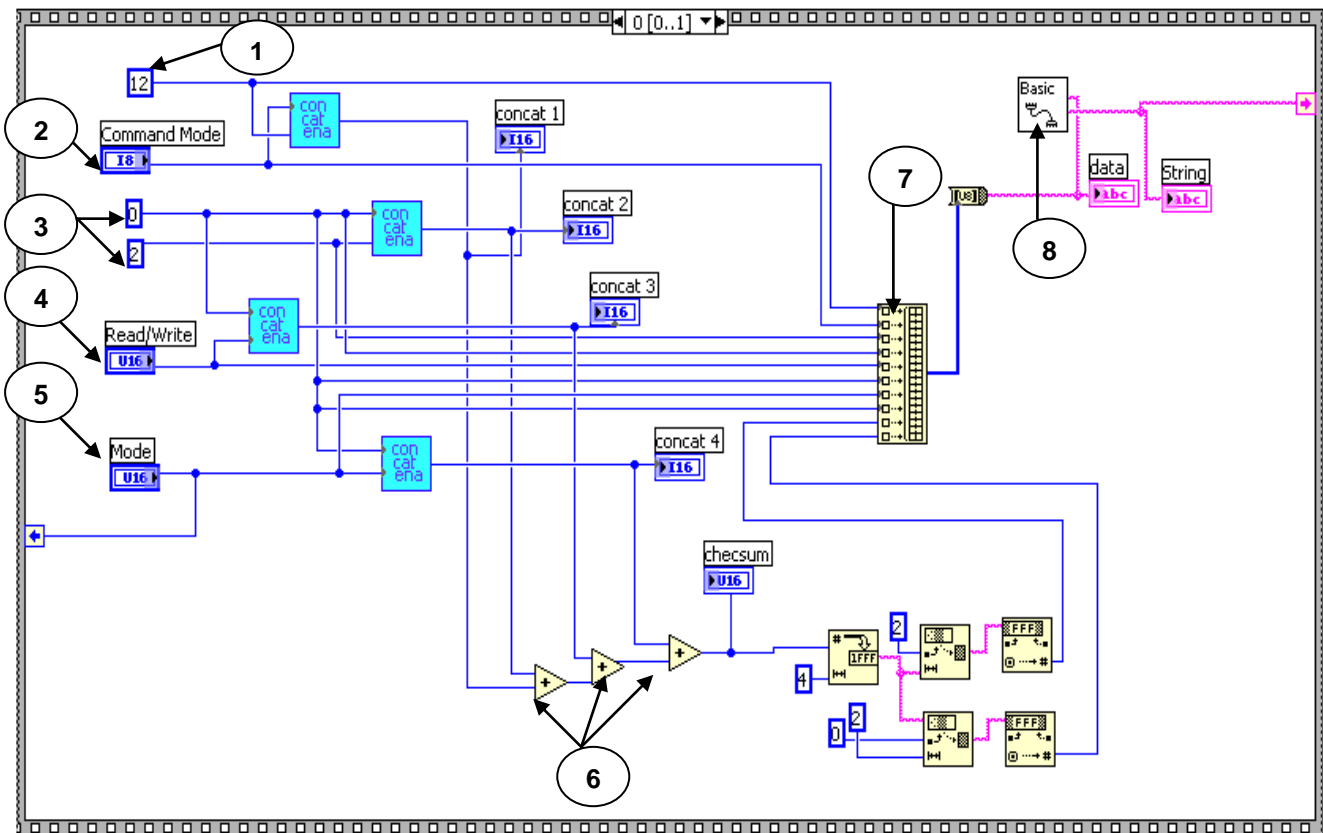 0 [0..1]
1
12
Basic
2
Command Mode
I8
con
cat
ena
concat 1
I16
7
data
abc
String
abc
[U8]
3
0
2
con
cat
ena
concat 2
I16
8
4
Read/Write
U16
con
cat
ena
concat 3
I16
5
Mode
U16
con
cat
ena
concat 4
I16
checsum
U16
+
+
+
#
1FFF
4
2
FFF
#
0
2
FFF
#
6